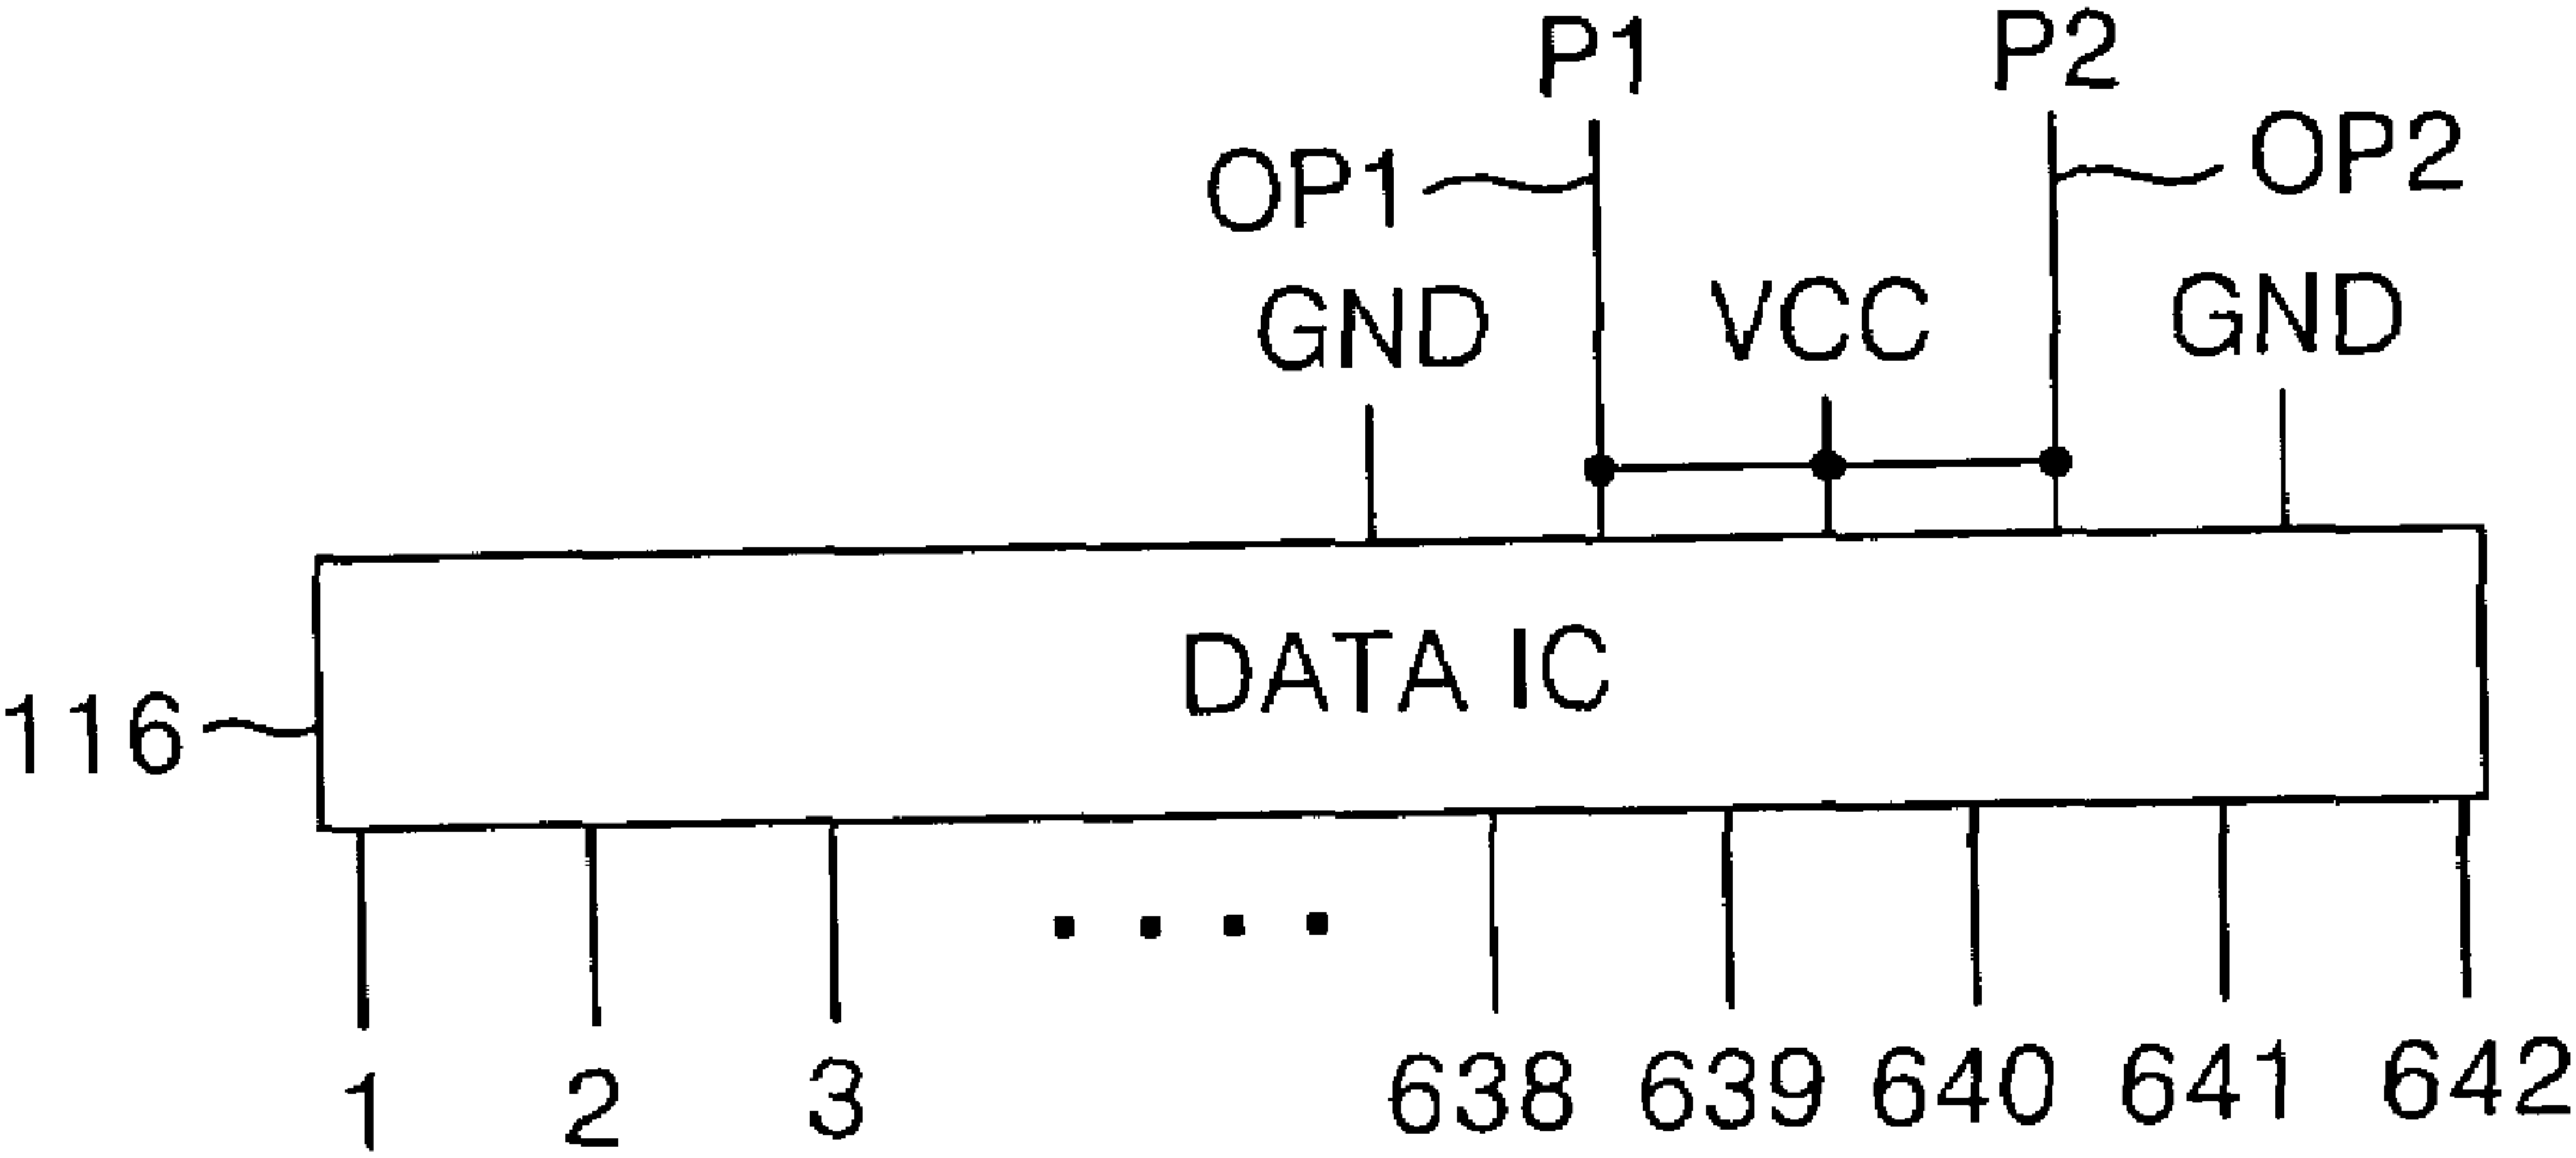 P1 P2
OP1 OP2
GND VCC GND
DATA IC
116
1 2 3 638 639 640 641 642